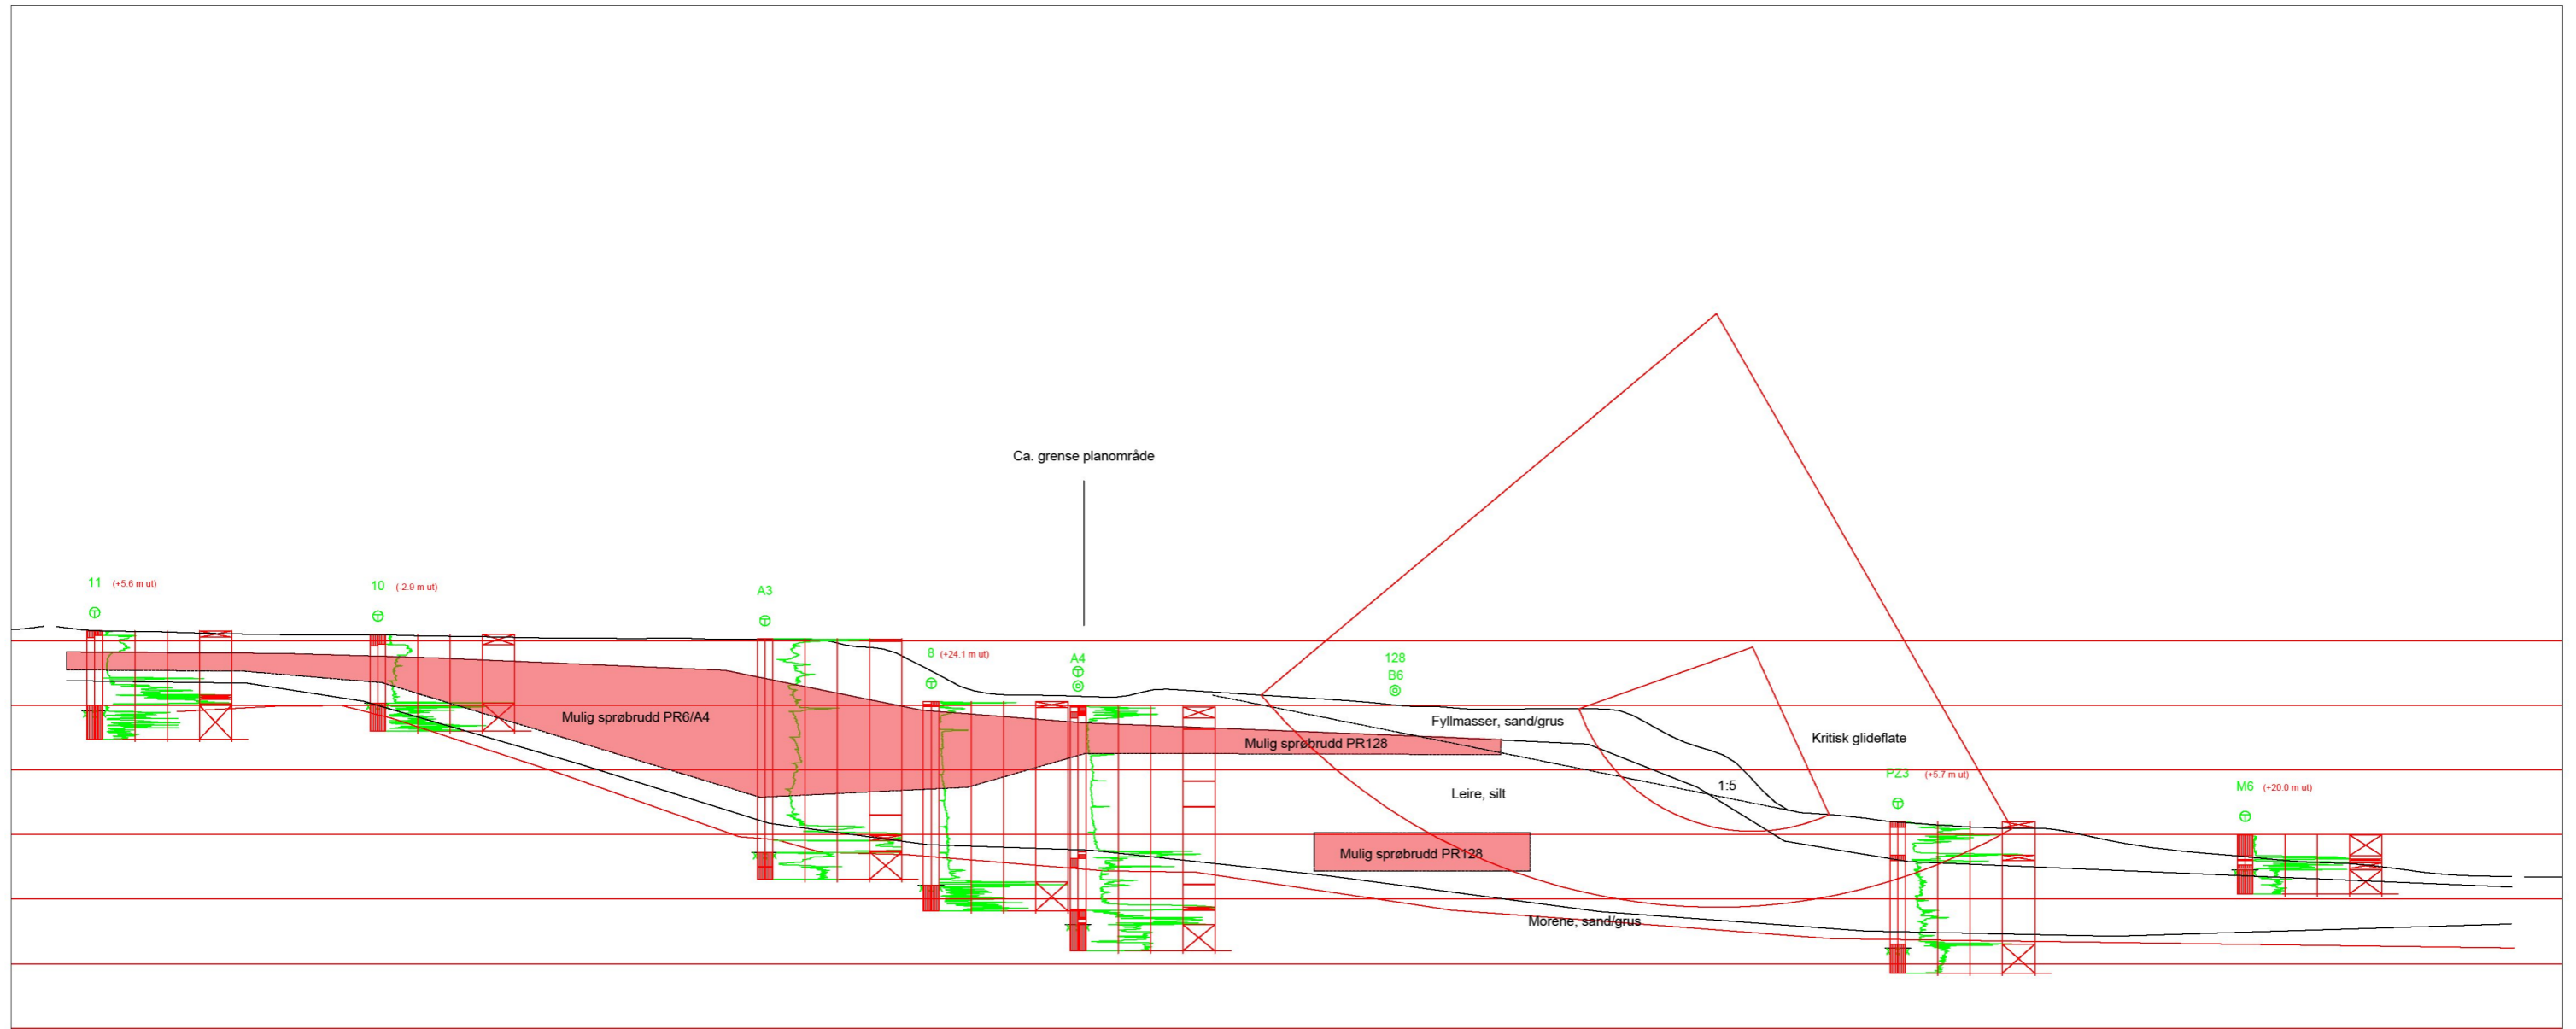 Ca. grense planområde
11 (+5.6 m ut)
10 (-2.9 m ut)
A3
8 (+24.1 m ut)
A4
128
B6
Mulig sprøbrudd PR6/A4
Fyllmasser, sand/grus
Mulig sprøbrudd PR128
Kritisk glideflate
PZ3 (+5.7 m ut)
1:5
M6 (+20.0 m ut)
Leire, silt
Mulig sprøbrudd PR128
Morene, sand/grus